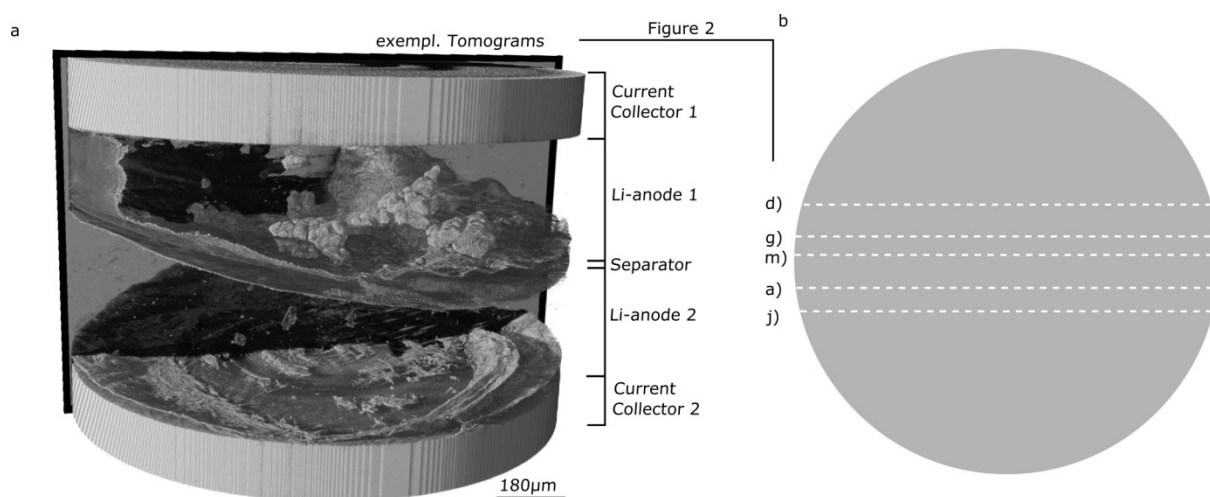 a
exempl. Tomograms
Figure 2
b
Current
Collector 1
Li-anode 1
Separator
Li-anode 2
Current
Collector 2
180µm
d)
g)
m)
a)
j)